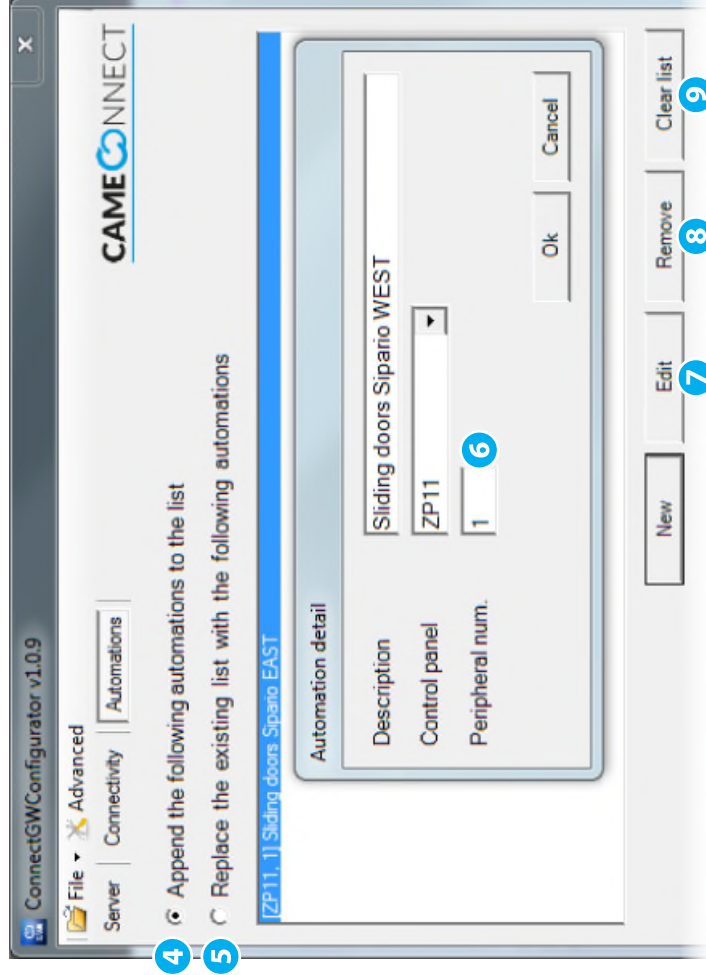 ConnectGWConfigurator v1.0.9
x
File Advanced
CAMECONNECT
Server Connectivity Automations
4 Append the following automations to the list
5 Replace the existing list with the following automations
[ZP11, 1] Sliding doors Sipario EAST
Automation detail
Description Sliding doors Sipario WEST
Control panel ZP11
Peripheral num. 1 6
Ok Cancel
New Edit Remove Clear list
7 8 9